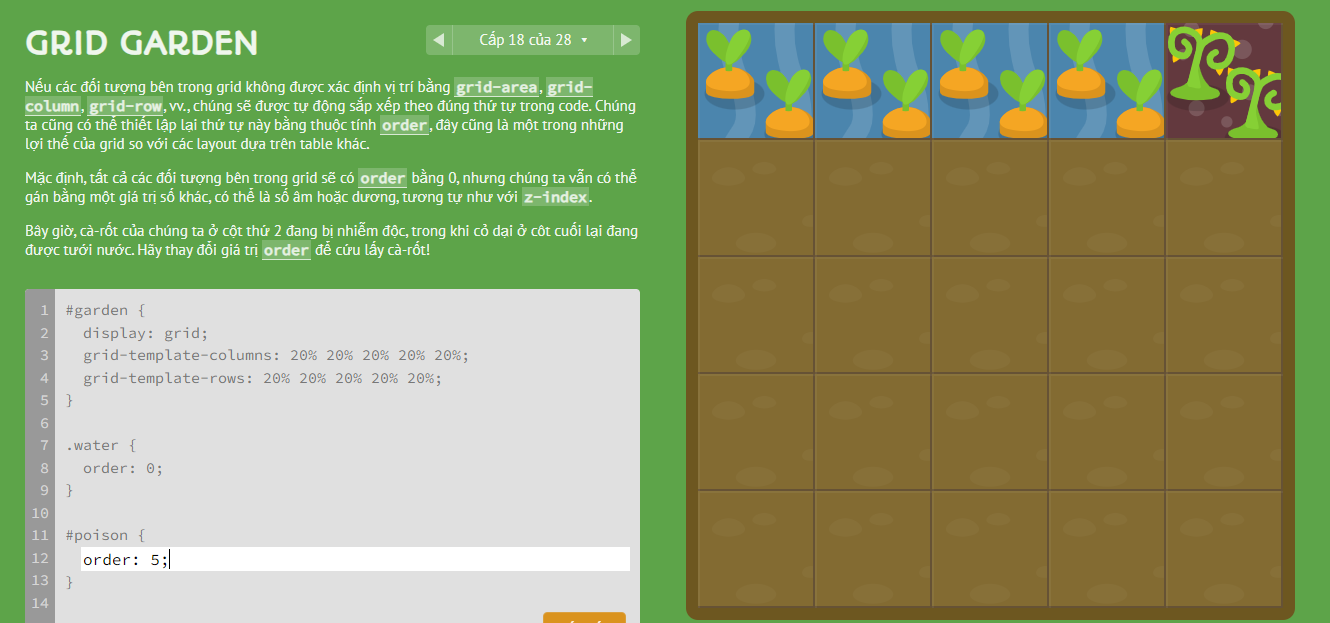 GRID GARDEN
Cấp 18 của 28
Nếu các đối tượng bên trong grid không được xác định vị trí bằng grid-area, grid-
column, grid-row, vv., chúng sẽ được tự động sắp xếp theo đúng thứ tự trong code. Chúng
ta cũng có thể thiết lập lại thứ tự này bằng thuộc tính order, đây cũng là một trong những
lợi thế của grid so với các layout dựa trên table khác.
Mặc định, tất cả các đối tượng bên trong grid sẽ có order bằng 0, nhưng chúng ta vẫn có thể
gán bằng một giá trị số khác, có thể là số âm hoặc dương, tương tự như với z-index.
Bây giờ, cà-rốt của chúng ta ở cột thứ 2 đang bị nhiễm độc, trong khi cỏ dại ở côt cuối lại đang
được tưới nước. Hãy thay đổi giá trị order để cứu lấy cà-rốt!
1 #garden {
2 display: grid;
3 grid-template-columns: 20% 20% 20% 20% 20%;
4 grid-template-rows: 20% 20% 20% 20% 20%;
5 }
6
7 .water {
8 order: 0;
9 }
10
11 #poison {
12 order: 5;
13 }
14